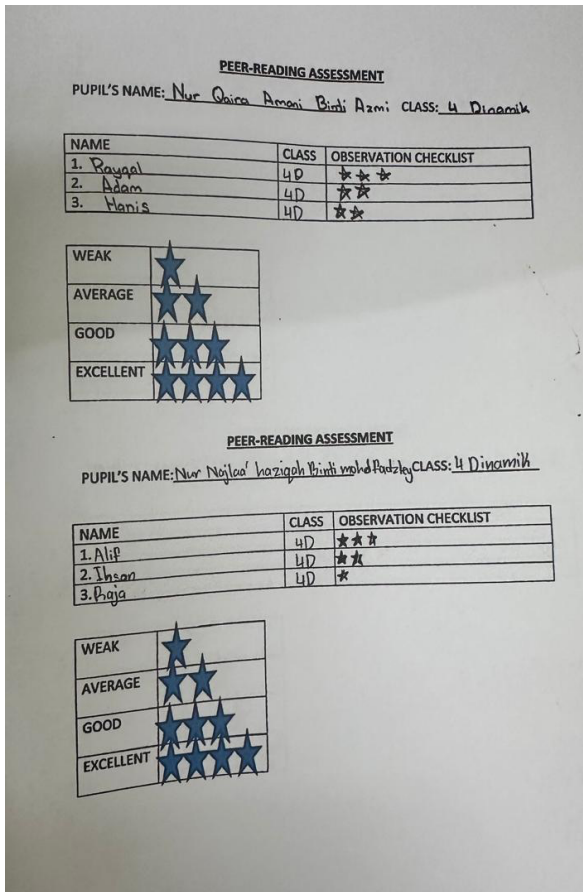 PEER-READING ASSESSMENT
PUPIL'S NAME: Nur Qaira Amani Binti Azmi CLASS: 4 Dinamik
NAME CLASS OBSERVATION CHECKLIST
1. Rayqal 4D
2. Adam 4D
3. Hanis 4D
WEAK
AVERAGE
GOOD
EXCELLENT
PEER-READING ASSESSMENT
PUPIL'S NAME: Nur Najlaa' haziqah Binti mohd Padzley CLASS: 4 Dinamik
NAME CLASS OBSERVATION CHECKLIST
1. Alif 4D
2. Ihsan 4D
3. Raja 4D
WEAK
AVERAGE
GOOD
EXCELLENT